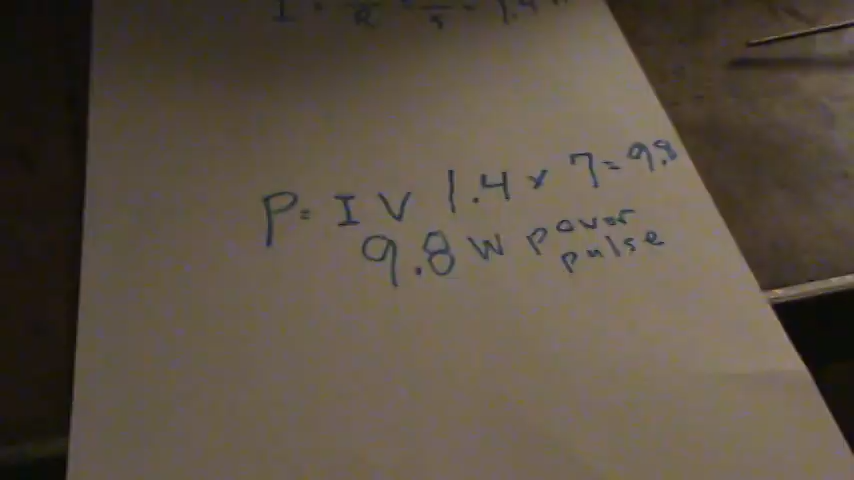 I =
P = I V 1.4 x 7 = 9.8
9.8 W power
pulse